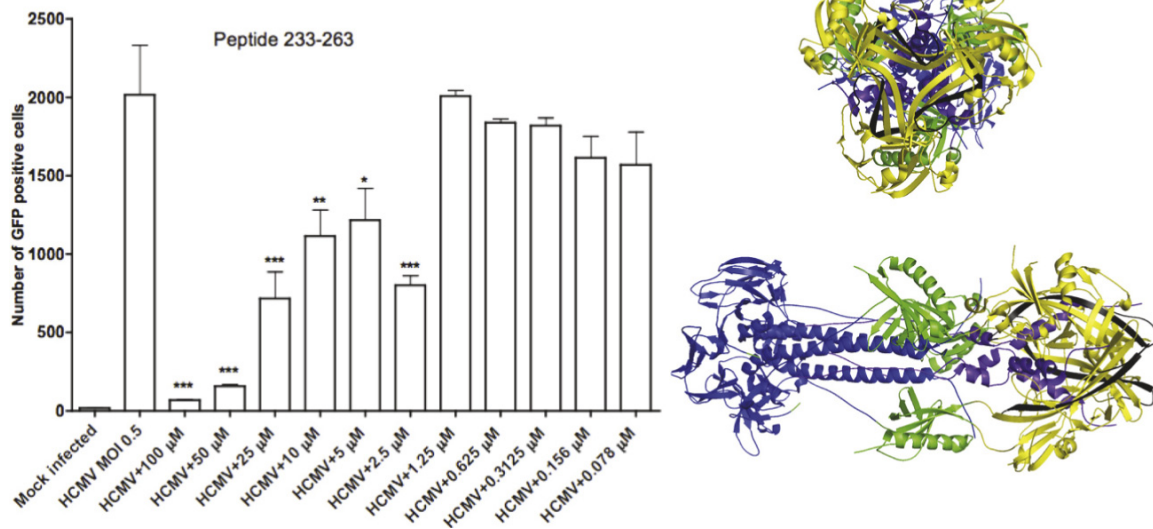 2500
Peptide 233-263
2000
1500
1000
500
0
Number of GFP positive cells
***
***
***
**
*
***
Mock infected
HCMV MOI 0.5
HCMV+100 µM
HCMV+50 µM
HCMV+25 µM
HCMV+10 µM
HCMV+5 µM
HCMV+2.5 µM
HCMV+1.25 µM
HCMV+0.625 µM
HCMV+0.3125 µM
HCMV+0.156 µM
HCMV+0.078 µM